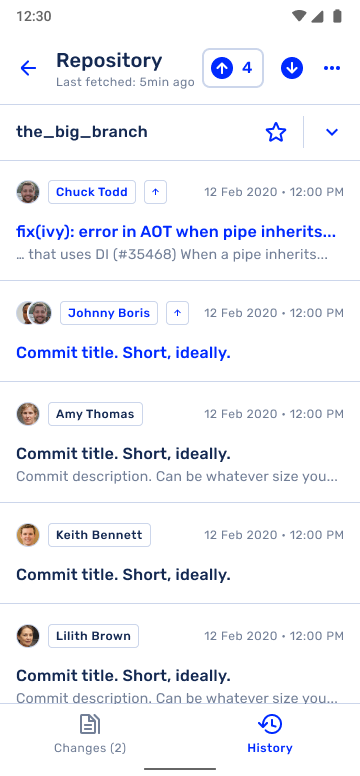 12:30
Repository
Last fetched: 5min ago
4
the_big_branch
Chuck Todd
12 Feb 2020 • 12:00 PM
fix(ivy): error in AOT when pipe inherits...
… that uses DI (#35468) When a pipe inherits...
Johnny Boris
12 Feb 2020 • 12:00 PM
Commit title. Short, ideally.
Amy Thomas
12 Feb 2020 • 12:00 PM
Commit title. Short, ideally.
Commit description. Can be whatever size you...
Keith Bennett
12 Feb 2020 • 12:00 PM
Commit title. Short, ideally.
Lilith Brown
12 Feb 2020 • 12:00 PM
Commit title. Short, ideally.
Commit description. Can be whatever size you...
Changes (2)
History